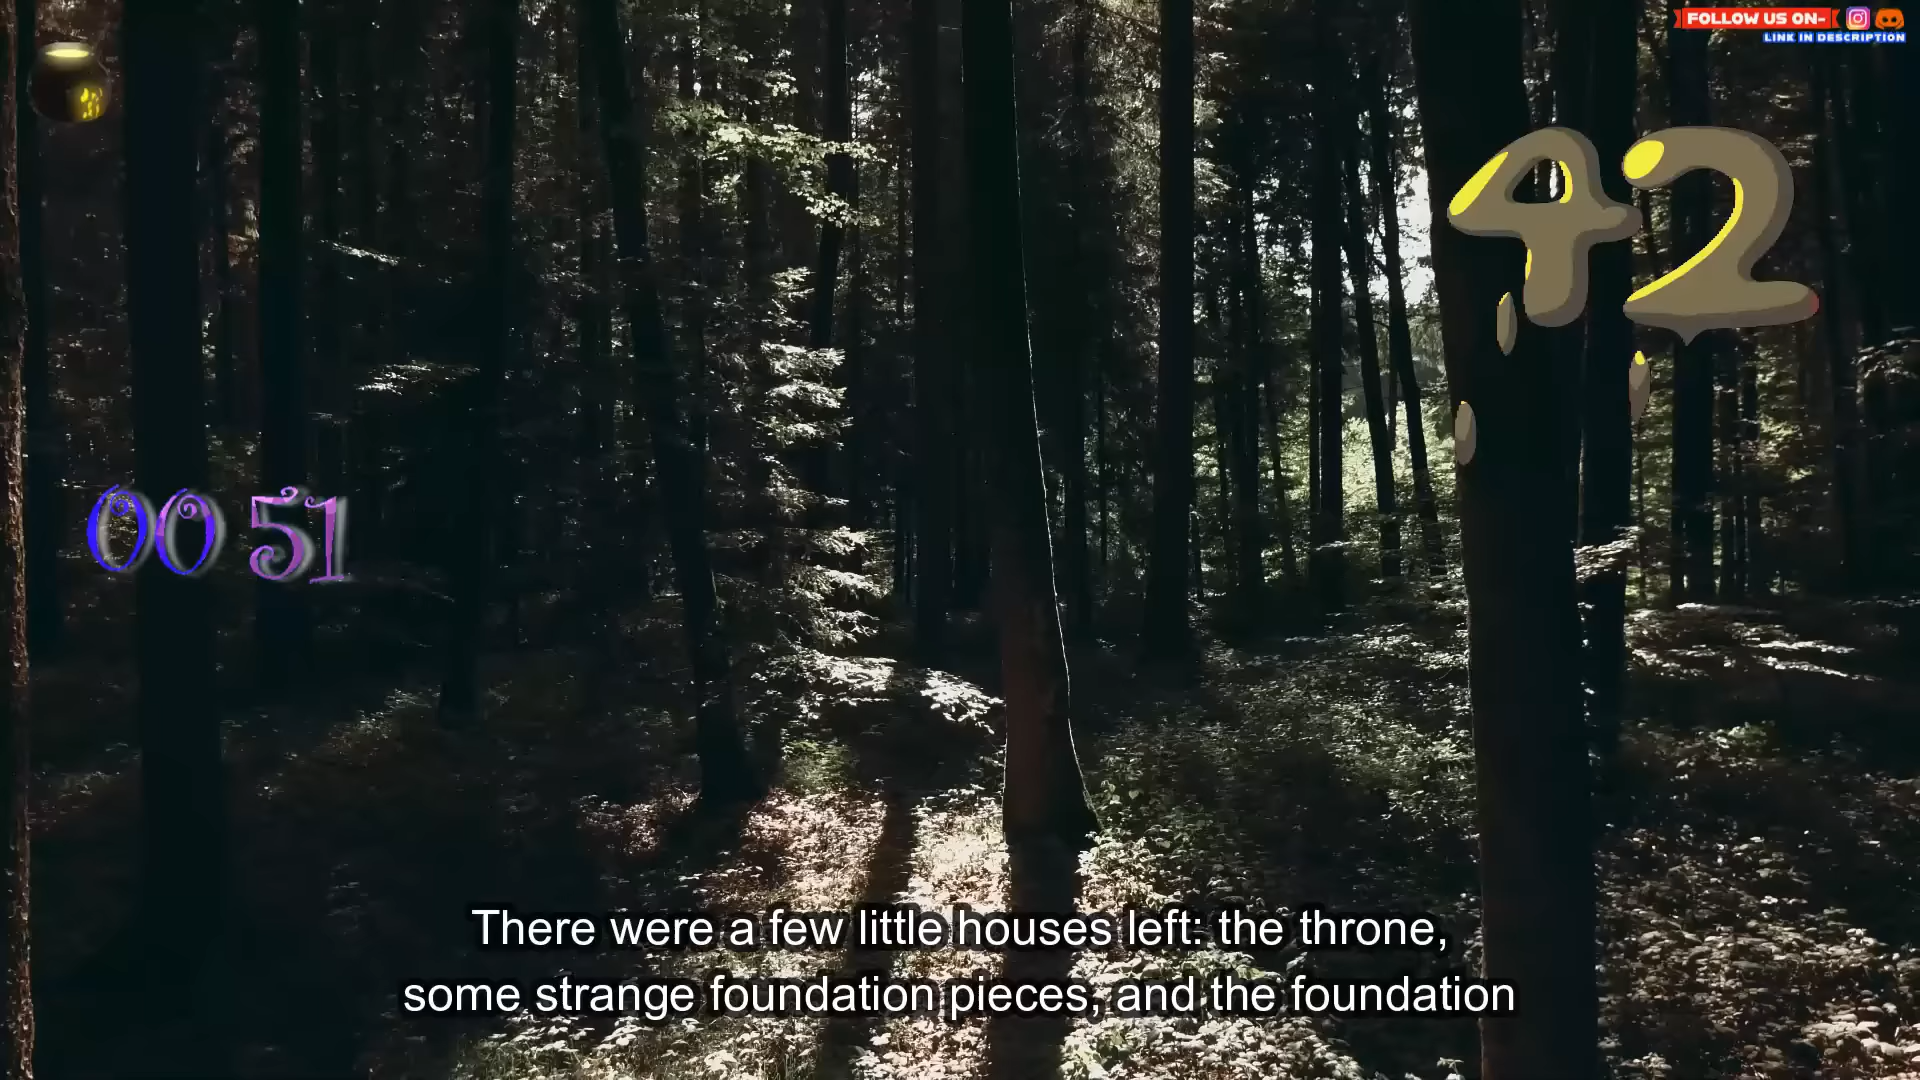 FOLLOW US ON-
LINK IN DESCRIPTION
42
00 51
There were a few little houses left: the throne,
some strange foundation pieces, and the foundation